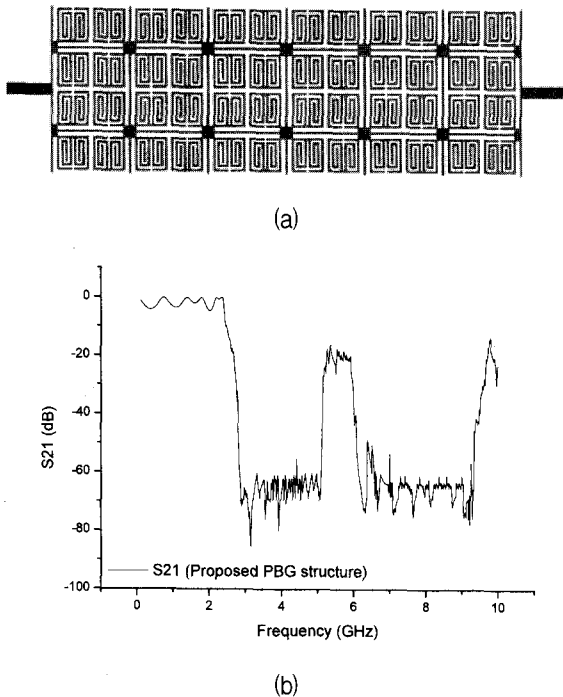 (a)
0
-20
-40
-60
-80
-100
S21 (dB)
S21 (Proposed PBG structure)
0 2 4 6 8 10
Frequency (GHz)
(b)